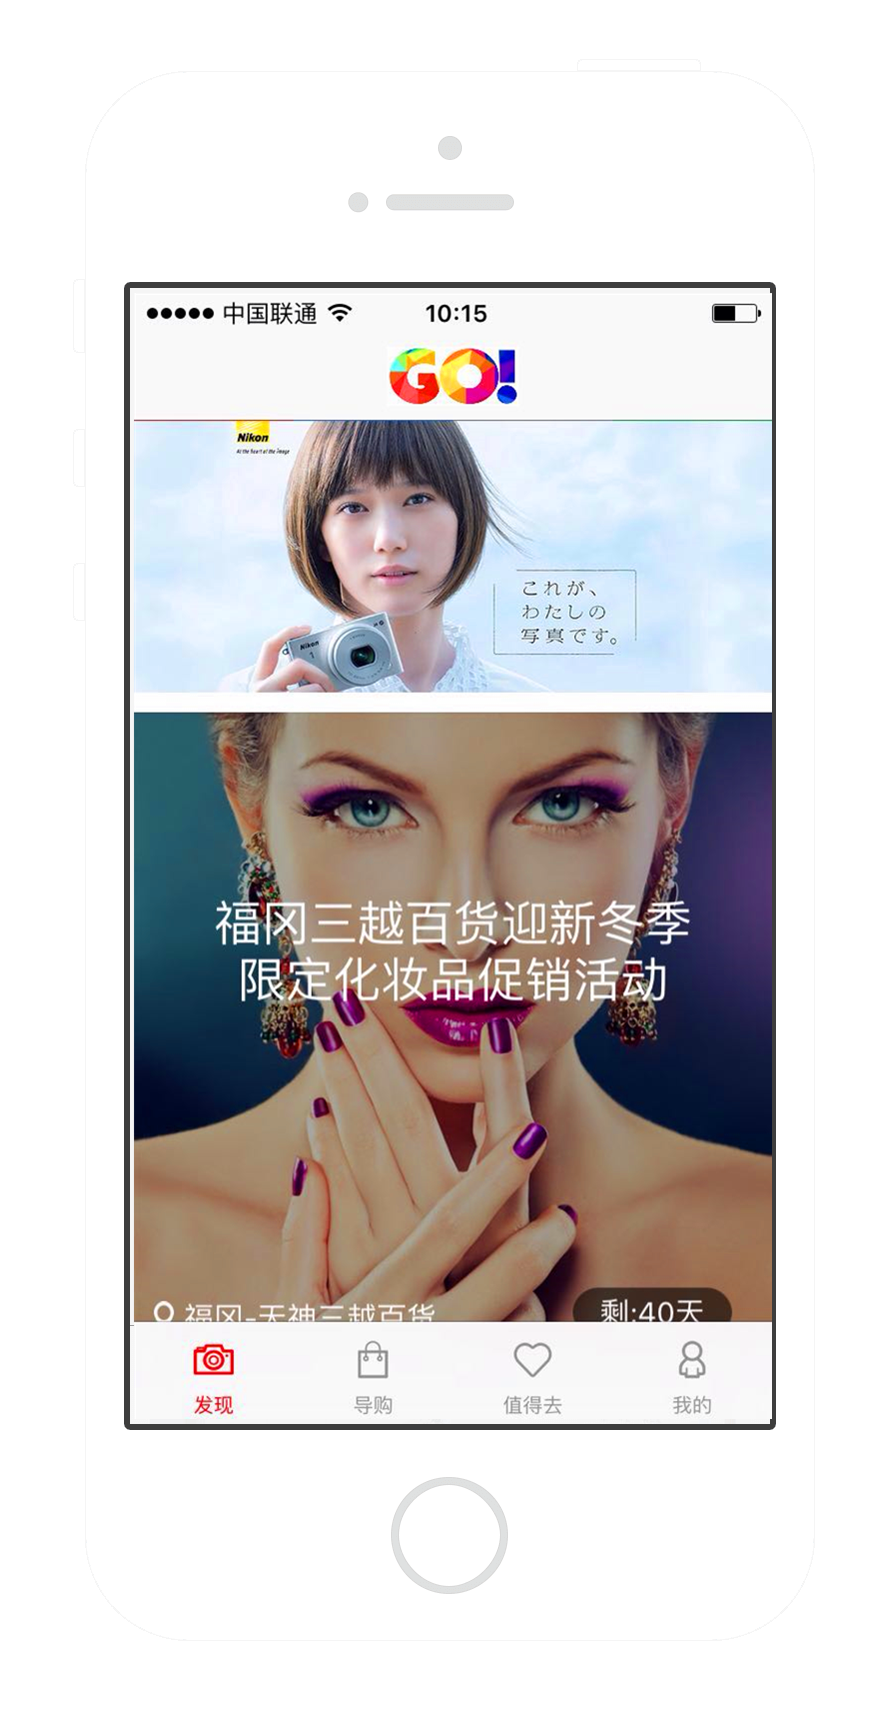 中国联通
10:15
GO!
Nikon
At the heart of the image
これが、
わたしの
写真です。
Nikon
1
福冈三越百货迎新冬季
限定化妆品促销活动
福冈-天神三越百货
剩:40天
发现
导购
值得去
我的